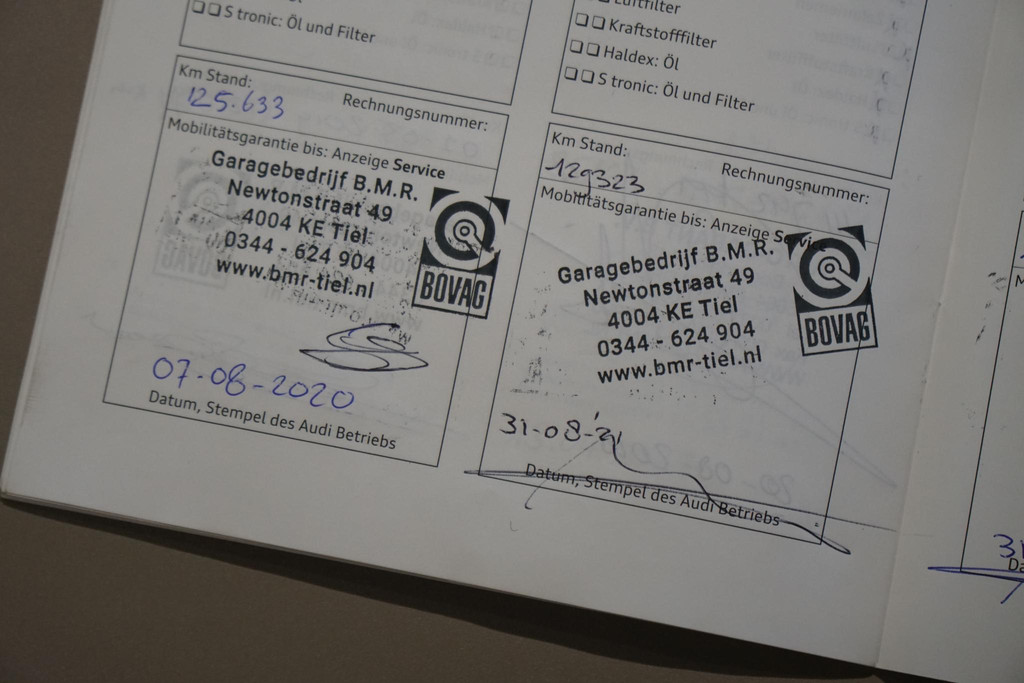 S tronic: Öl und Filter
Km Stand:
125.633
Rechnungsnummer:
Mobilitätsgarantie bis: Anzeige Service
Garagebedrijf B.M.R.
Newtonstraat 49
4004 KE Tiel
0344 - 624 904
www.bmr-tiel.nl
BOVAG
07-08-2020
Datum, Stempel des Audi Betriebs
Luftfilter
Kraftstofffilter
Haldex: Öl
S tronic: Öl und Filter
Km Stand:
129323
Rechnungsnummer:
Mobilitätsgarantie bis: Anzeige Service
Garagebedrijf B.M.R.
Newtonstraat 49
4004 KE Tiel
0344 - 624 904
www.bmr-tiel.nl
BOVAG
31-08-21
Datum, Stempel des Audi Betriebs